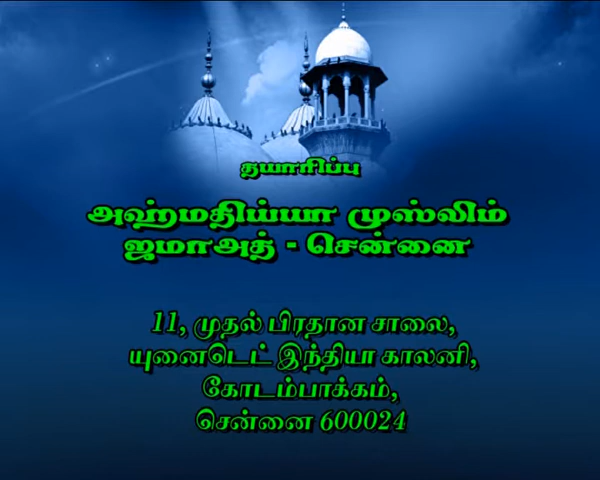 தயாரிப்பு
அஹ்மதிய்யா முஸ்லிம்
ஜமாஅத் - சென்னை
11, முதல் பிரதான சாலை,
யுனைடெட் இந்தியா காலனி,
கோடம்பாக்கம்,
சென்னை 600024